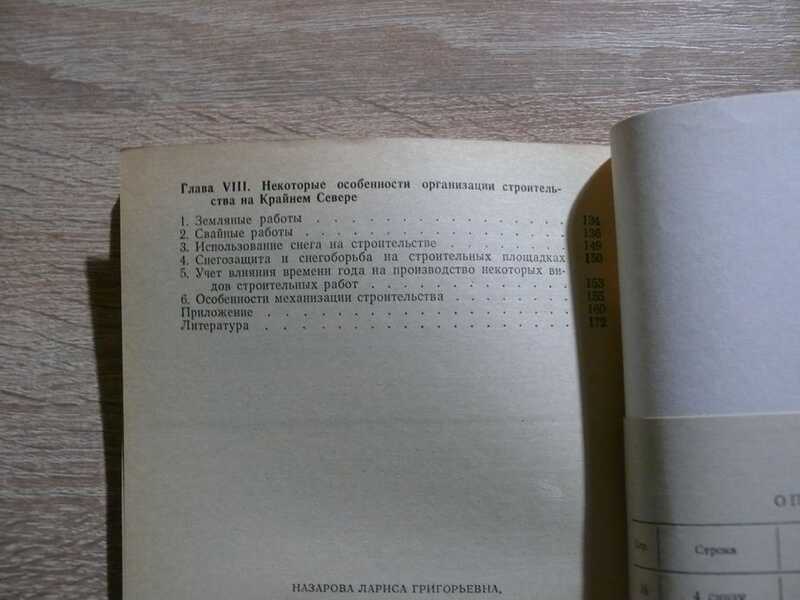 Глава VIII. Некоторые особенности организации строитель-
ства на Крайнем Севере
1. Земляные работы . . . . . . . . . . . . . . . . 134
2. Свайные работы . . . . . . . . . . . . . . . . 136
3. Использование снега на строительстве . . . . . . . . 149
4. Снегозащита и снегоборьба на строительных площадках 150
5. Учет влияния времени года на производство некоторых ви-
дов строительных работ . . . . . . . . . . . . 153
6. Особенности механизации строительства . . . . . . . 155
Приложение . . . . . . . . . . . . . . . . . . . 160
Литература . . . . . . . . . . . . . . . . . . . 172
НАЗАРОВА ЛАРИСА ГРИГОРЬЕВНА,
О П
Стр. Строка
4 снизу